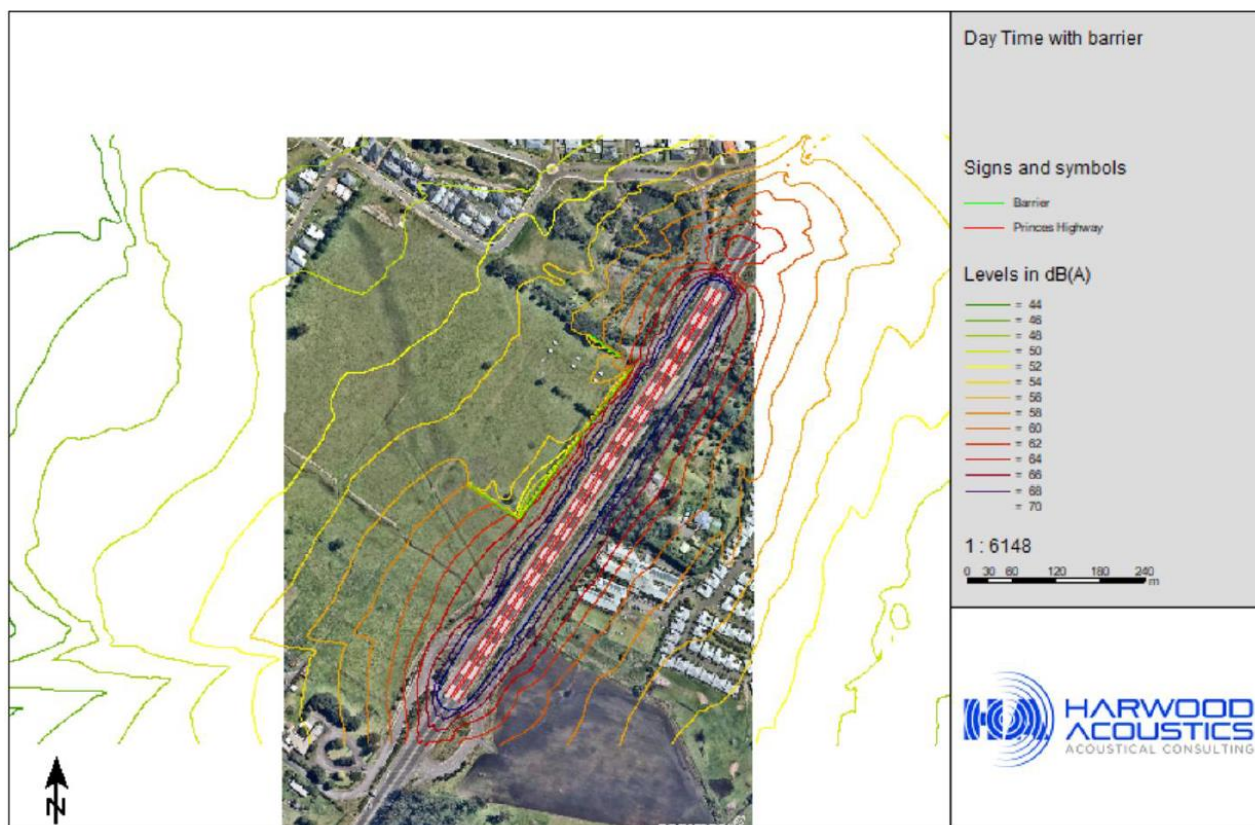 Day Time with barrier
Signs and symbols
Barrier
Princes Highway
Levels in dB(A)
= 44
= 46
= 48
= 50
= 52
= 54
= 56
= 58
= 60
= 62
= 64
= 66
= 68
= 70
1 : 6148
0 30 60 120 180 240
m
HARWOOD
ACOUSTICS
ACOUSTICAL CONSULTING
N